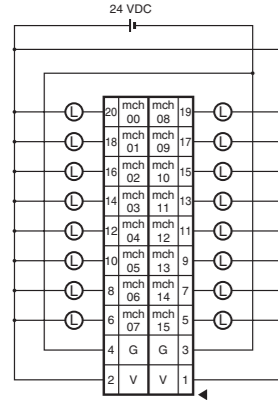 24 VDC
L 20 mch 00 mch 08 19 L
L 18 mch 01 mch 09 17 L
L 16 mch 02 mch 10 15 L
L 14 mch 03 mch 11 13 L
L 12 mch 04 mch 12 11 L
L 10 mch 05 mch 13 9 L
L 8 mch 06 mch 14 7 L
L 6 mch 07 mch 15 5 L
4 G G 3
2 V V 1